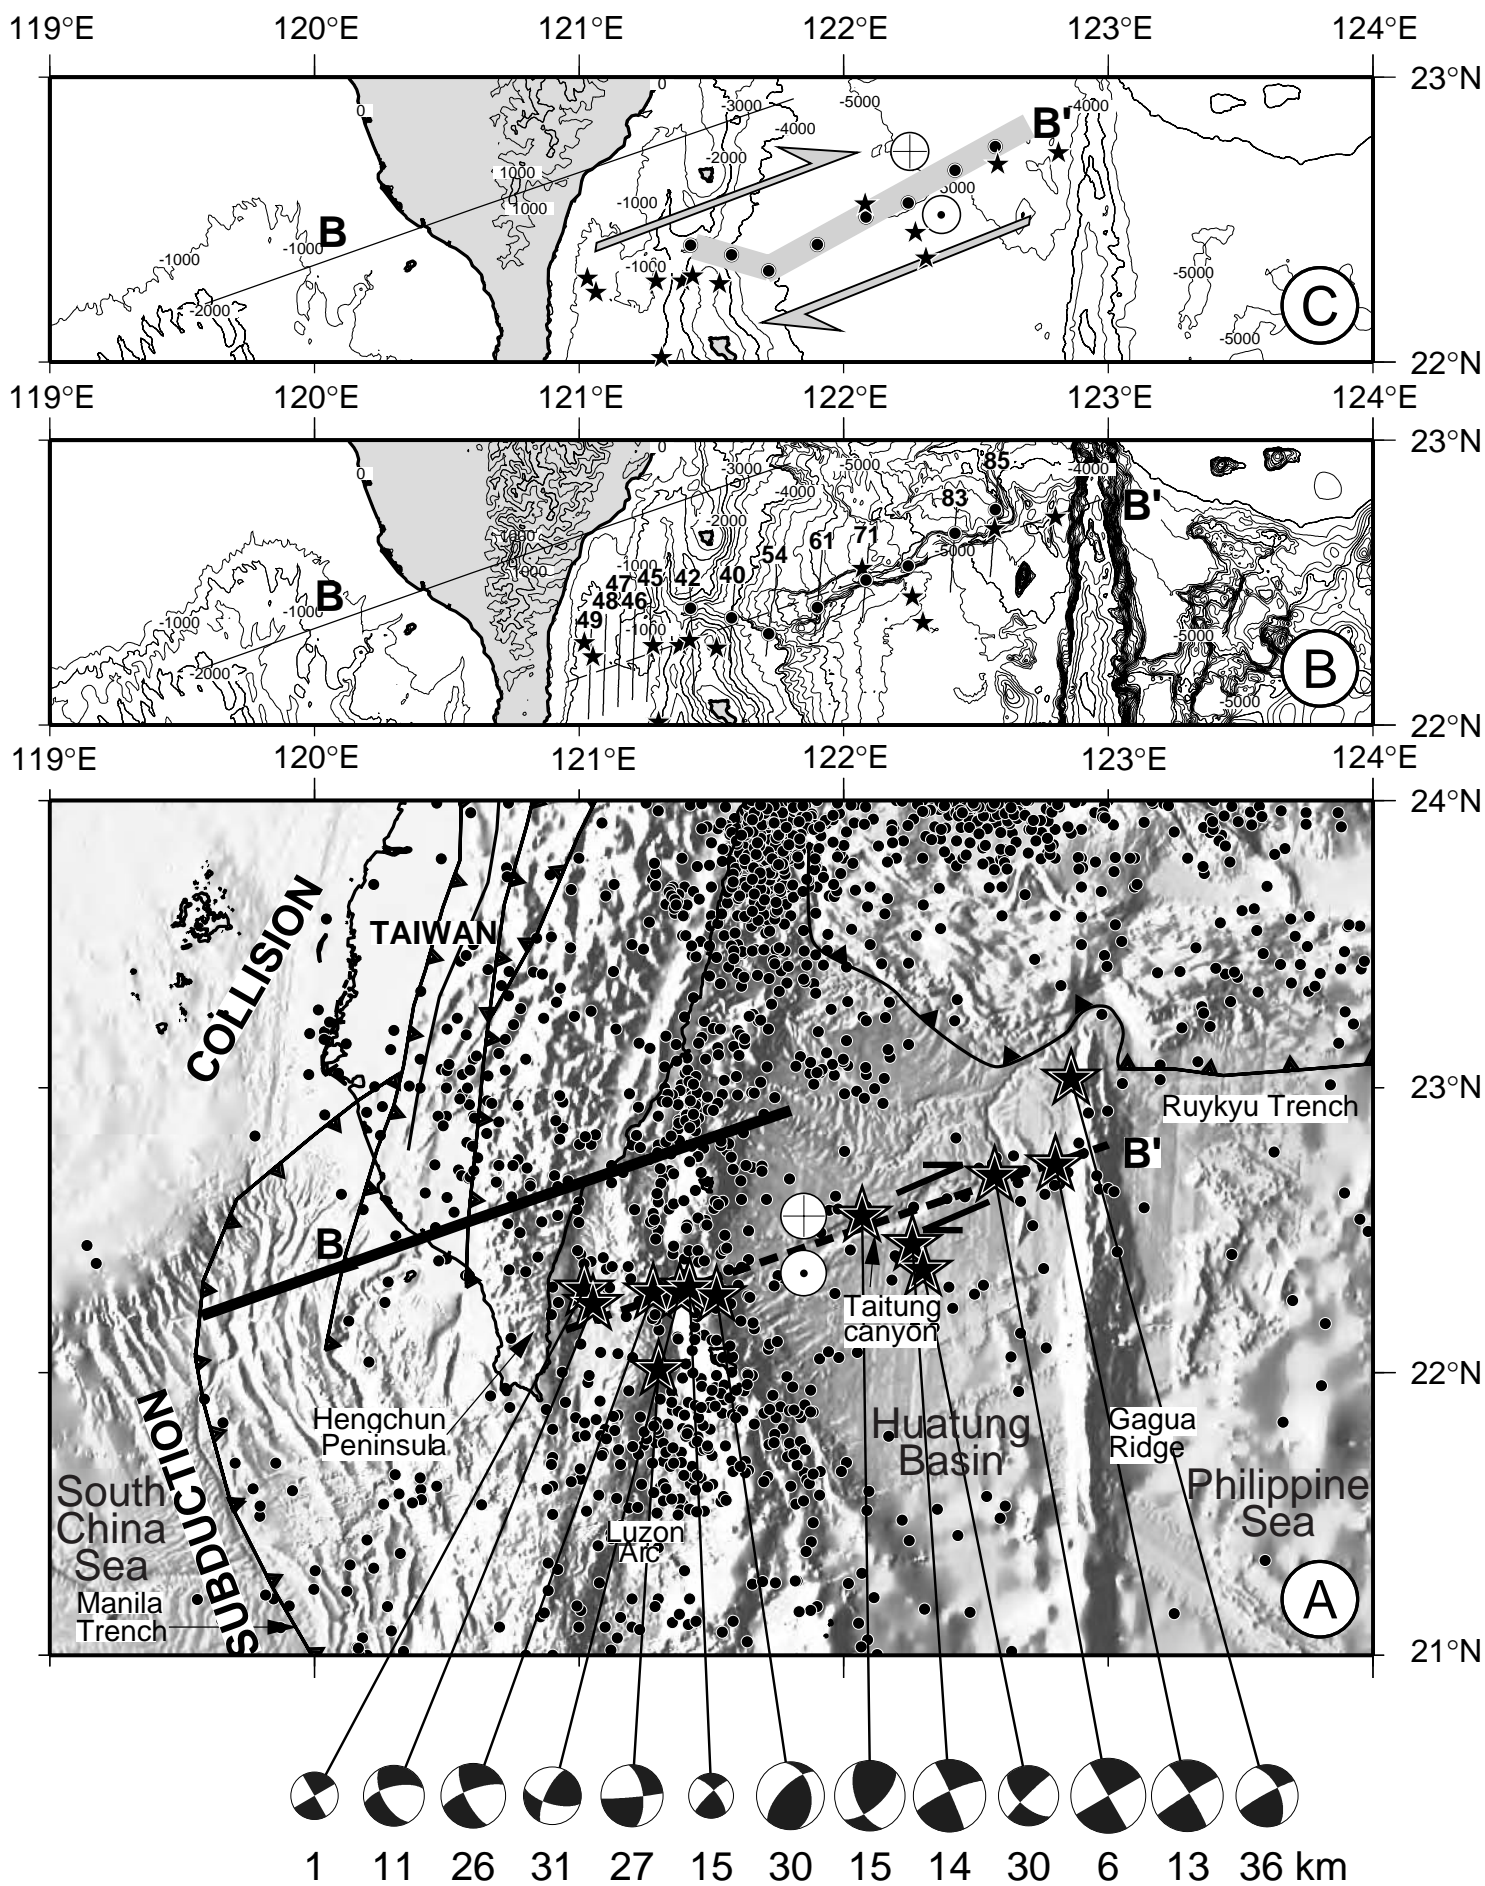 119°E 120°E 121°E 122°E 123°E 124°E
23°N
0
0
-3000
-5000
-4000
-4000
B'
-2000
1000
1000
-1000
-5000
B
-1000
-1000
-1000
-2000
-5000
-5000
C
22°N
119°E 120°E 121°E 122°E 123°E 124°E
23°N
0
0
-3000
-5000
-4000
-4000
85
83
B'
-2000
-1000
-1000
-1000
71
61
54
-5000
47 45 42 40
48 46
49
B
-1000
-1000
-1000
-2000
-5000
-5000
B
22°N
119°E 120°E 121°E 122°E 123°E 124°E
24°N
COLLISION
TAIWAN
23°N
Ruykyu Trench
B'
B
Taitung
canyon
22°N
Hengchun
Peninsula
Huatung
Basin
Gagua
Ridge
SUBDUCTION
South
China
Sea
Philippine
Sea
Luzon
Arc
Manila
Trench
A
21°N
1 11 26 31 27 15 30 15 14 30 6 13 36 km